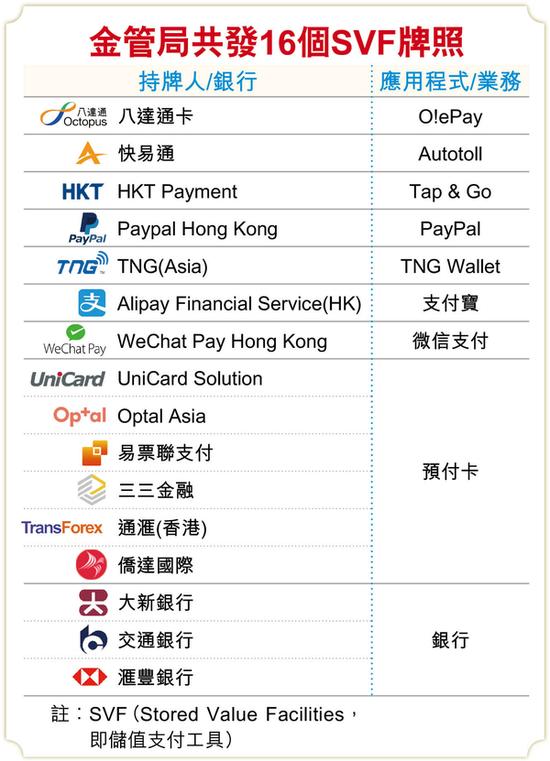 金管局共發16個SVF牌照
持牌人/銀行 應用程式/業務
八達通 Octopus 八達通卡 O!ePay
快易通 Autotoll
HKT HKT Payment Tap & Go
PayPal Paypal Hong Kong PayPal
TNG TM TNG(Asia) TNG Wallet
支 Alipay Financial Service(HK) 支付寶
WeChat Pay WeChat Pay Hong Kong 微信支付
UniCard UniCard Solution
Optal Optal Asia
易票聯支付
預付卡
三三金融
TransForex 通滙(香港)
僑達國際
大新銀行
交通銀行 銀行
滙豐銀行
註：SVF（Stored Value Facilities，
即儲值支付工具）